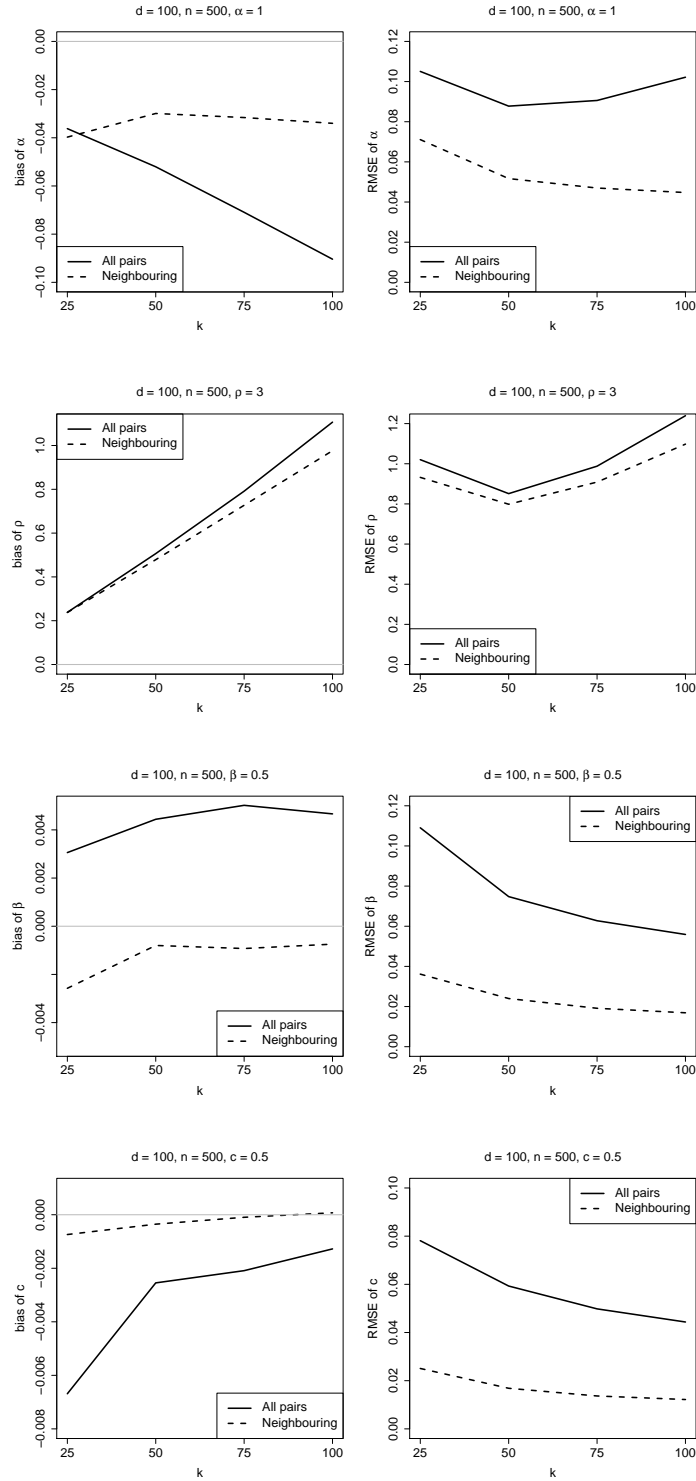 d = 100, n = 500, α = 1
bias of α
0.00
−0.02
−0.04
−0.06
−0.08
−0.10
All pairs
Neighbouring
25 50 75 100
k
d = 100, n = 500, α = 1
RMSE of α
0.12
0.10
0.08
0.06
0.04
0.02
0.00
All pairs
Neighbouring
25 50 75 100
k
d = 100, n = 500, ρ = 3
bias of ρ
1.0
0.8
0.6
0.4
0.2
0.0
All pairs
Neighbouring
25 50 75 100
k
d = 100, n = 500, ρ = 3
RMSE of ρ
1.2
1.0
0.8
0.6
0.4
0.2
0.0
All pairs
Neighbouring
25 50 75 100
k
d = 100, n = 500, β = 0.5
bias of β
0.004
0.002
0.000
−0.004
All pairs
Neighbouring
25 50 75 100
k
d = 100, n = 500, β = 0.5
RMSE of β
0.12
0.10
0.08
0.06
0.04
0.02
0.00
All pairs
Neighbouring
25 50 75 100
k
d = 100, n = 500, c = 0.5
bias of c
0.000
−0.002
−0.004
−0.006
−0.008
All pairs
Neighbouring
25 50 75 100
k
d = 100, n = 500, c = 0.5
RMSE of c
0.10
0.08
0.06
0.04
0.02
0.00
All pairs
Neighbouring
25 50 75 100
k